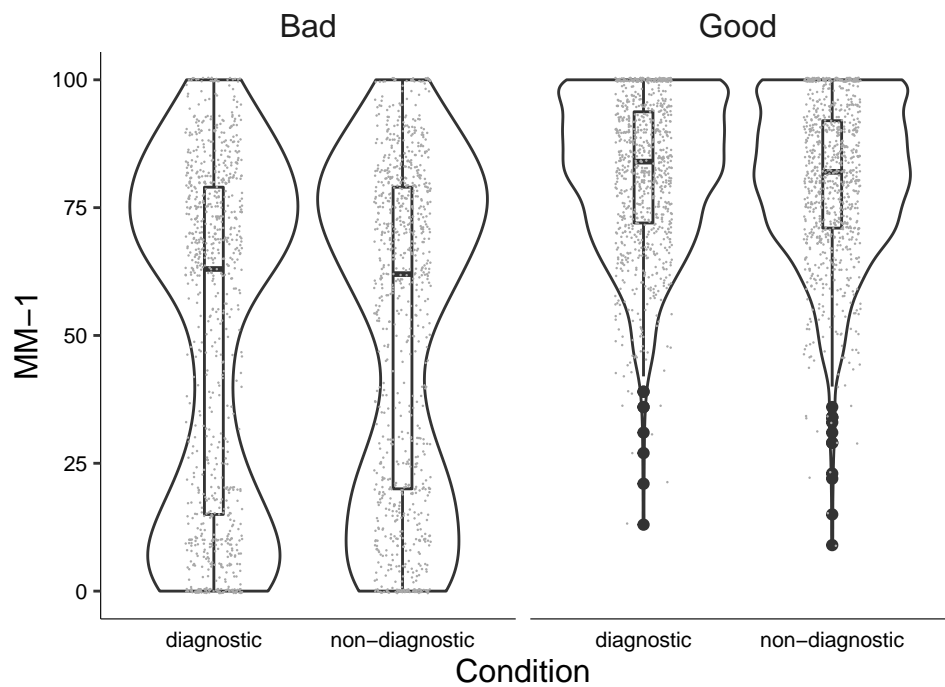 Bad
Good
MM−1
100
75
50
25
0
diagnostic
non−diagnostic
diagnostic
non−diagnostic
Condition